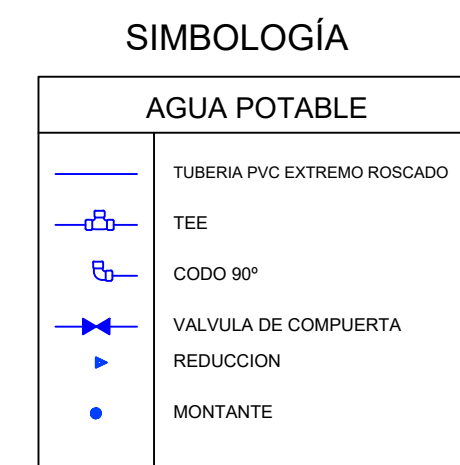 SIMBOLOGÍA
AGUA POTABLE
TUBERIA PVC EXTREMO ROSCADO
TEE
CODO 90º
VALVULA DE COMPUERTA
REDUCCION
MONTANTE